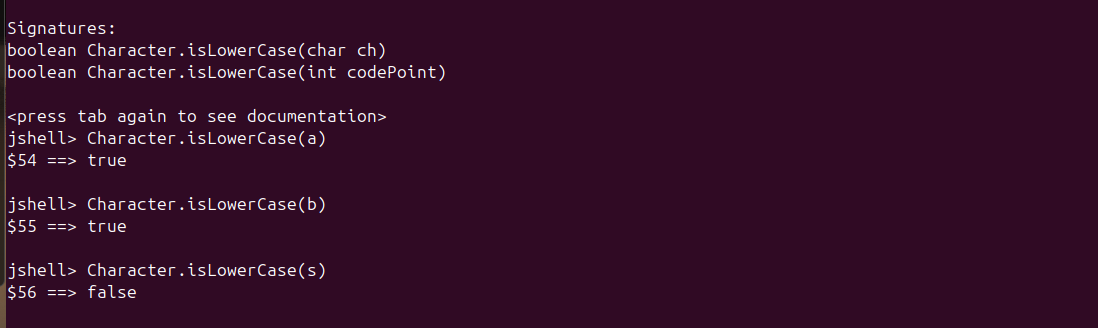 Signatures:
boolean Character.isLowerCase(char ch)
boolean Character.isLowerCase(int codePoint)
<press tab again to see documentation>
jshell> Character.isLowerCase(a)
$54 ==> true
jshell> Character.isLowerCase(b)
$55 ==> true
jshell> Character.isLowerCase(s)
$56 ==> false